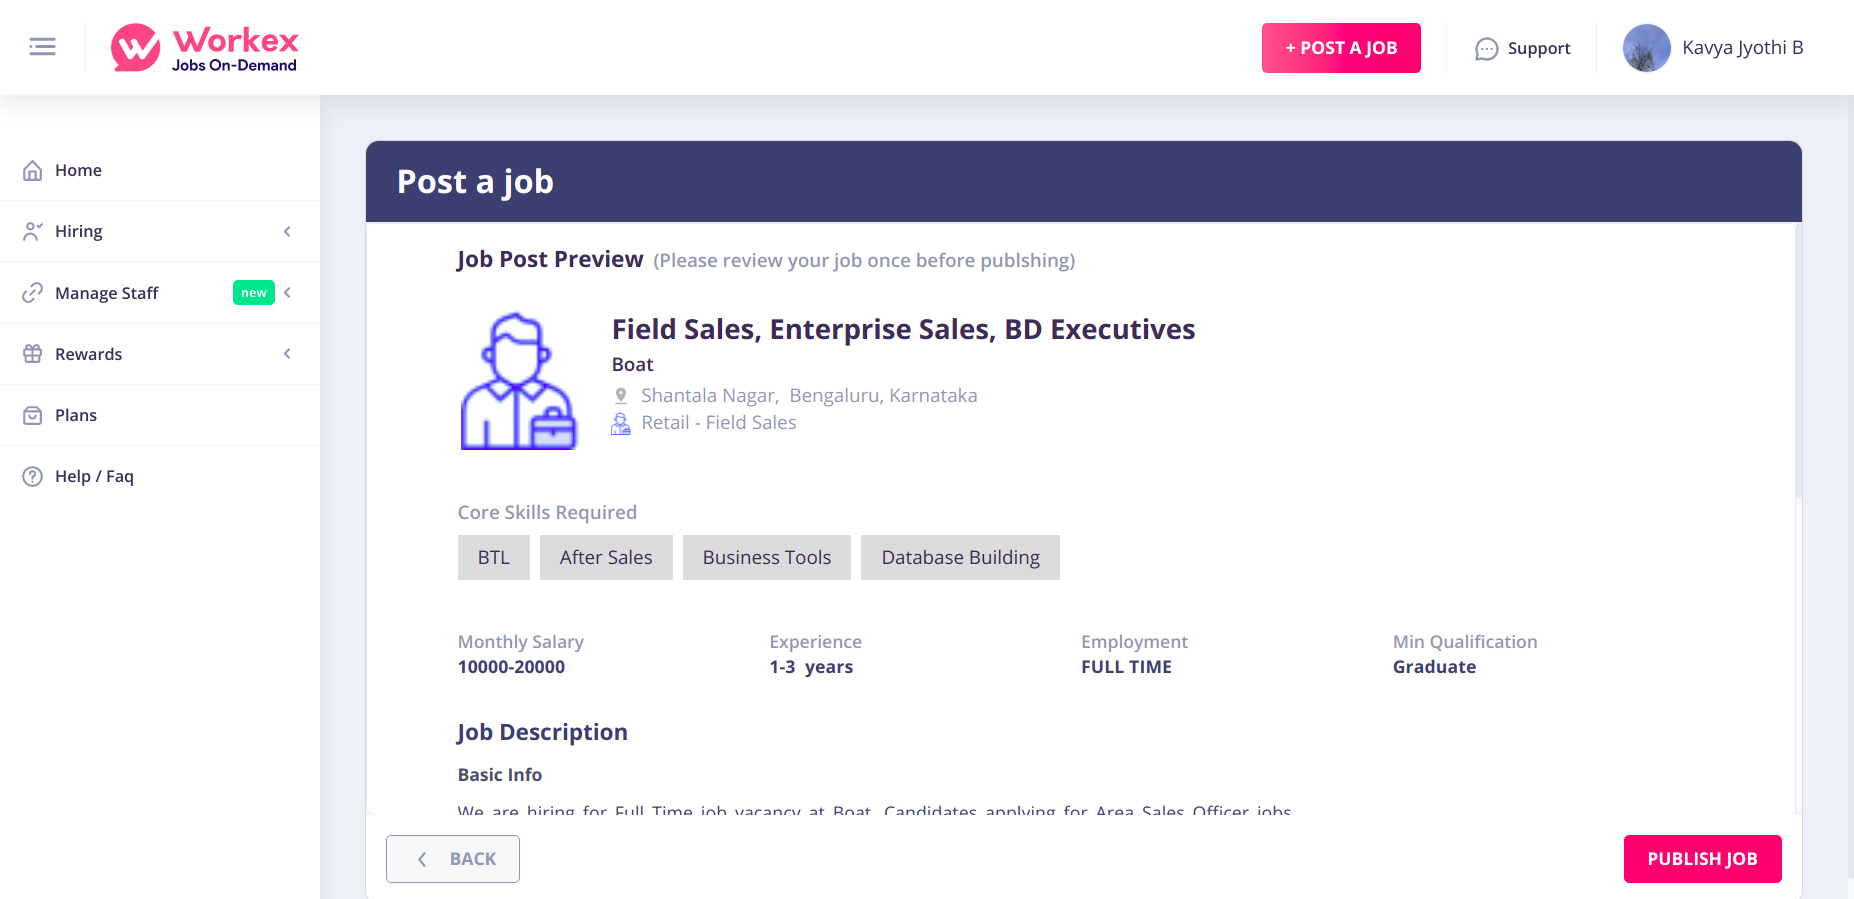 Workex
Jobs On-Demand
+ POST A JOB
Support
Kavya Jyothi B
Home
Hiring
Manage Staff new
Rewards
Plans
Help / Faq
Post a job
Job Post Preview (Please review your job once before publshing)
Field Sales, Enterprise Sales, BD Executives
Boat
Shantala Nagar, Bengaluru, Karnataka
Retail - Field Sales
Core Skills Required
BTL After Sales Business Tools Database Building
Monthly Salary Experience Employment Min Qualification
10000-20000 1-3 years FULL TIME Graduate
Job Description
Basic Info
We are hiring for Full Time job vacancy at Boat. Candidates applying for Area Sales Officer jobs
BACK
PUBLISH JOB